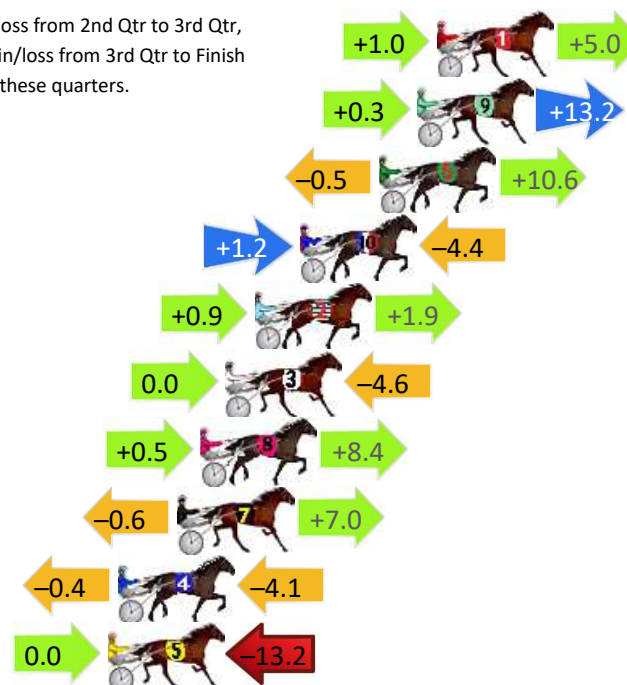 oss from 2nd Qtr to 3rd Qtr,
in/loss from 3rd Qtr to Finish
these quarters.
+1.0 1 +5.0
+0.3 9 +13.2
−0.5 6 +10.6
+1.2 10 −4.4
+0.9 2 +1.9
0.0 3 −4.6
+0.5 8 +8.4
−0.6 7 +7.0
−0.4 4 −4.1
0.0 5 −13.2